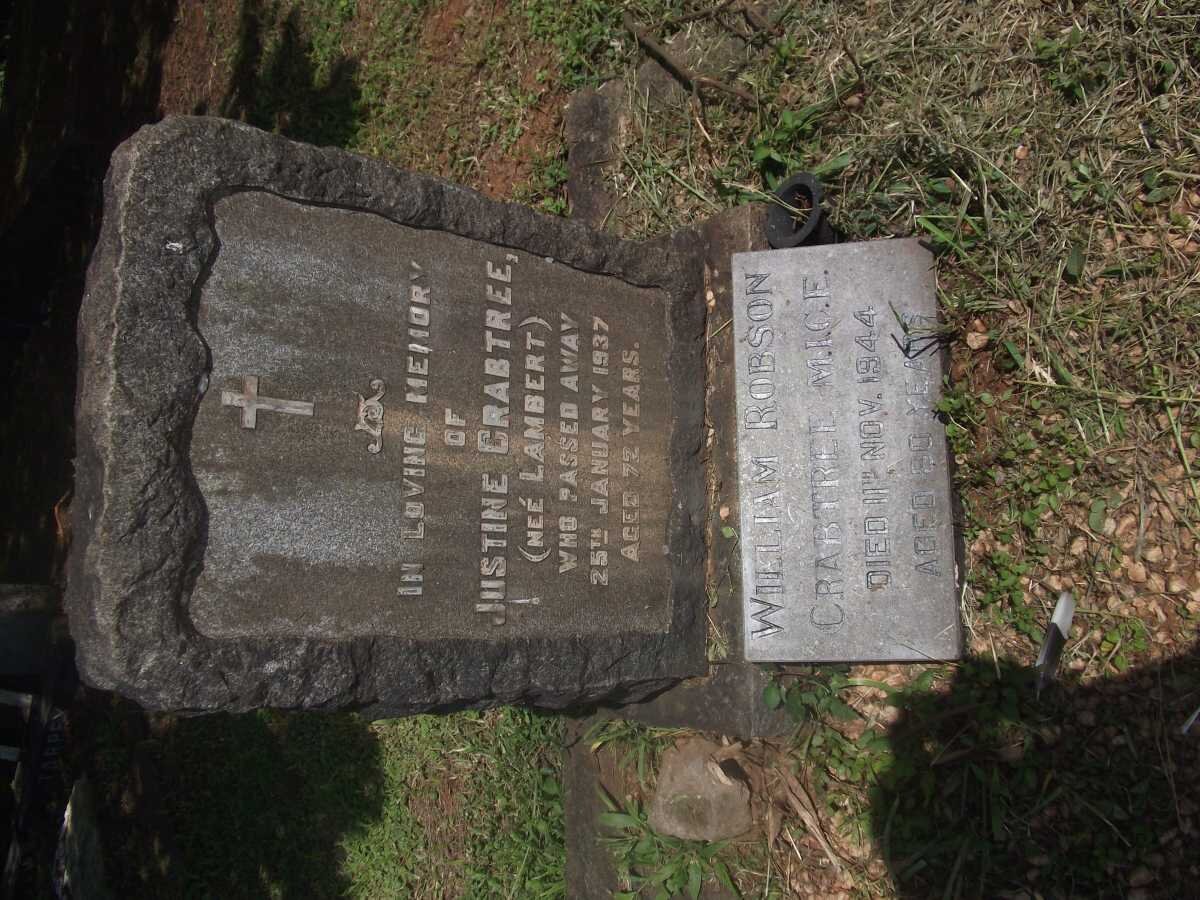 IN LOVING MEMORY
OF
JUSTINE CRABTREE,
(NEÉ LAMBERT)
WHO PASSED AWAY
25TH JANUARY 1937
AGED 72 YEARS.
WILLIAM ROBSON
CRABTREE M.I.C.E.
DIED 11TH NOV. 1944
AGED 80 YEARS